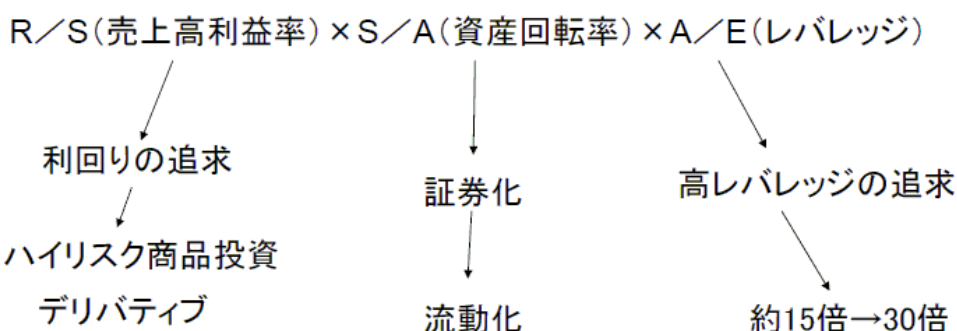 R／S(売上高利益率)×S／A(資産回転率)×A／E(レバレッジ)
利回りの追求
証券化
高レバレッジの追求
ハイリスク商品投資
デリバティブ
流動化
約15倍→30倍